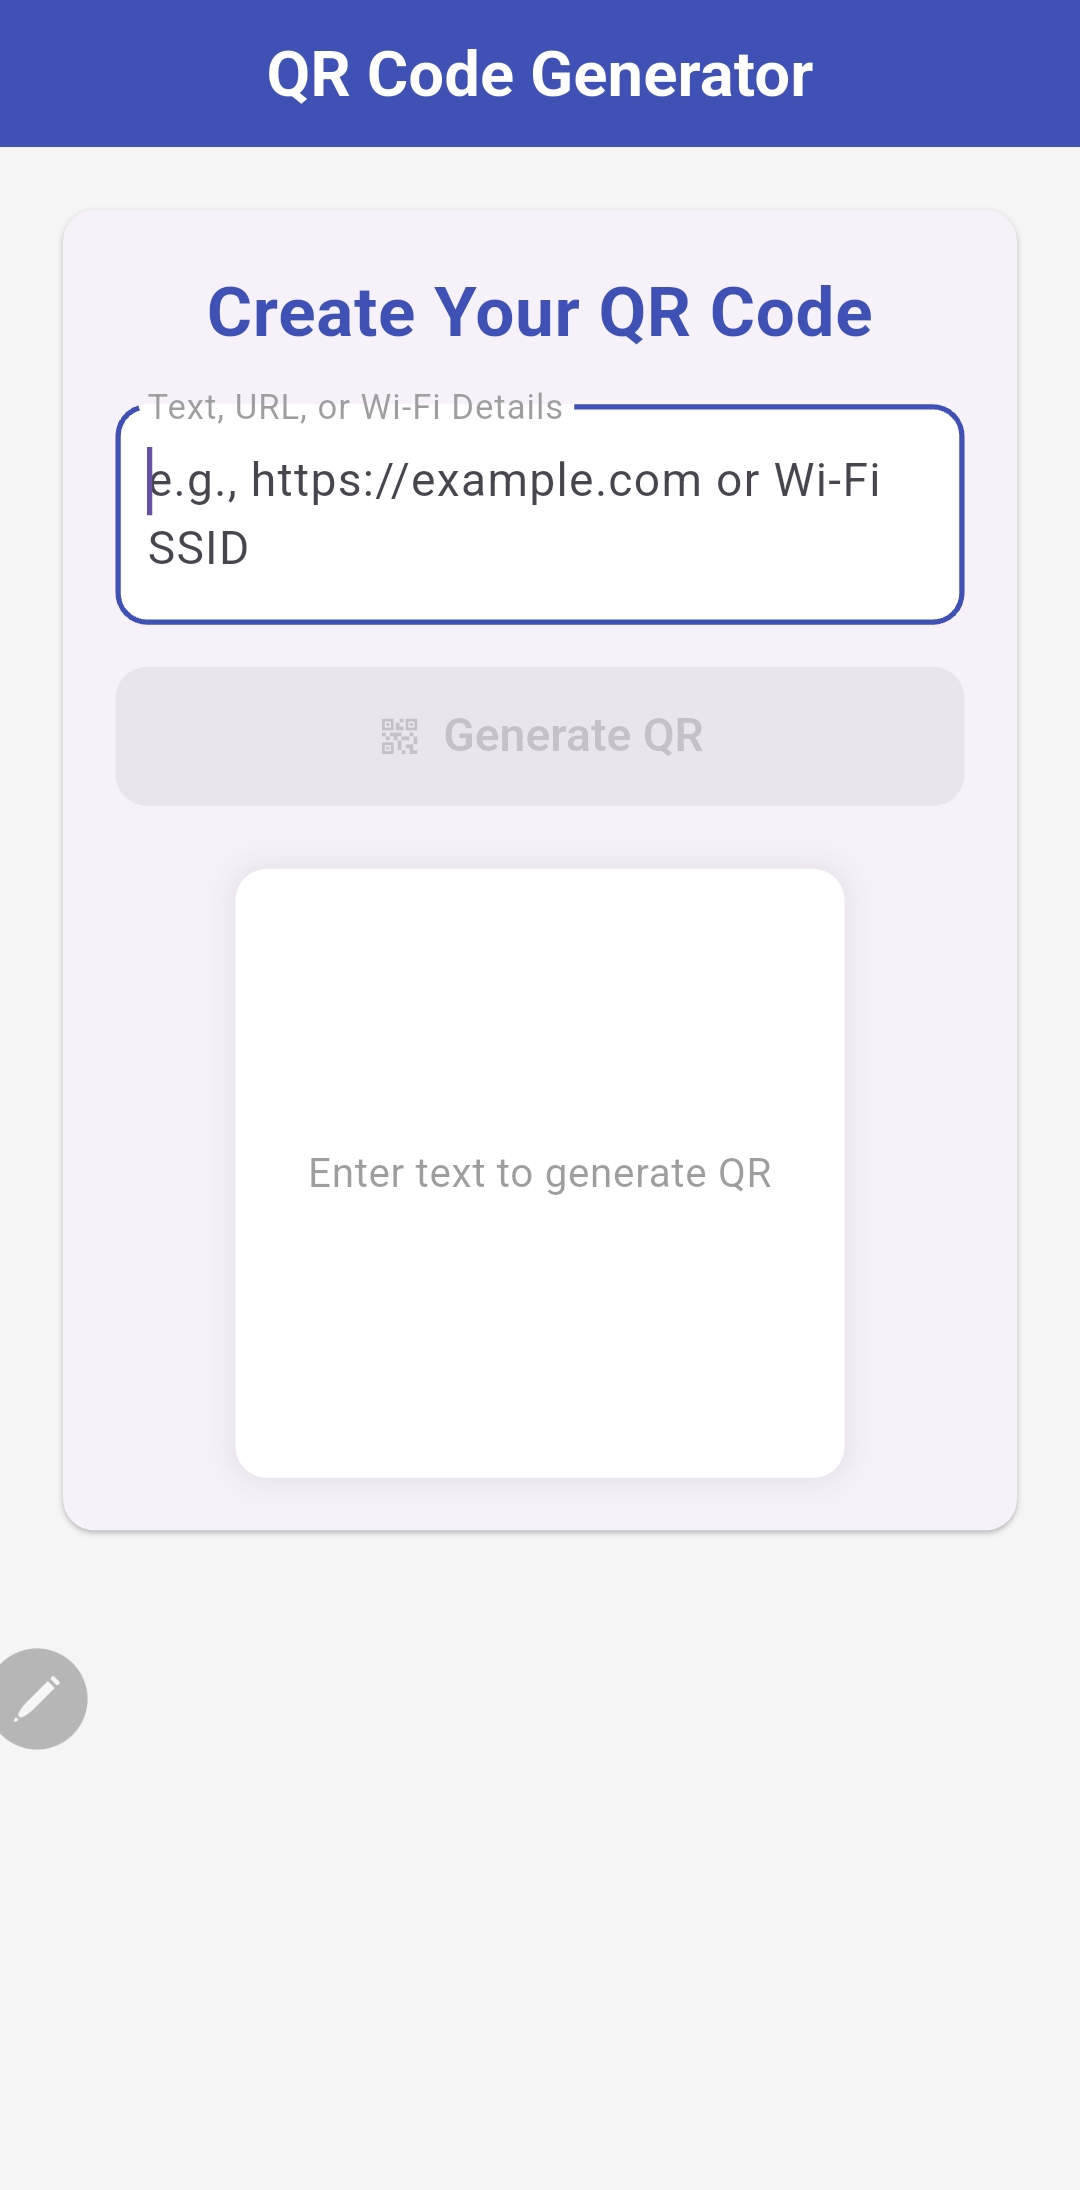 QR Code Generator
Create Your QR Code
Text, URL, or Wi-Fi Details
e.g., https://example.com or Wi-Fi
SSID
Generate QR
Enter text to generate QR